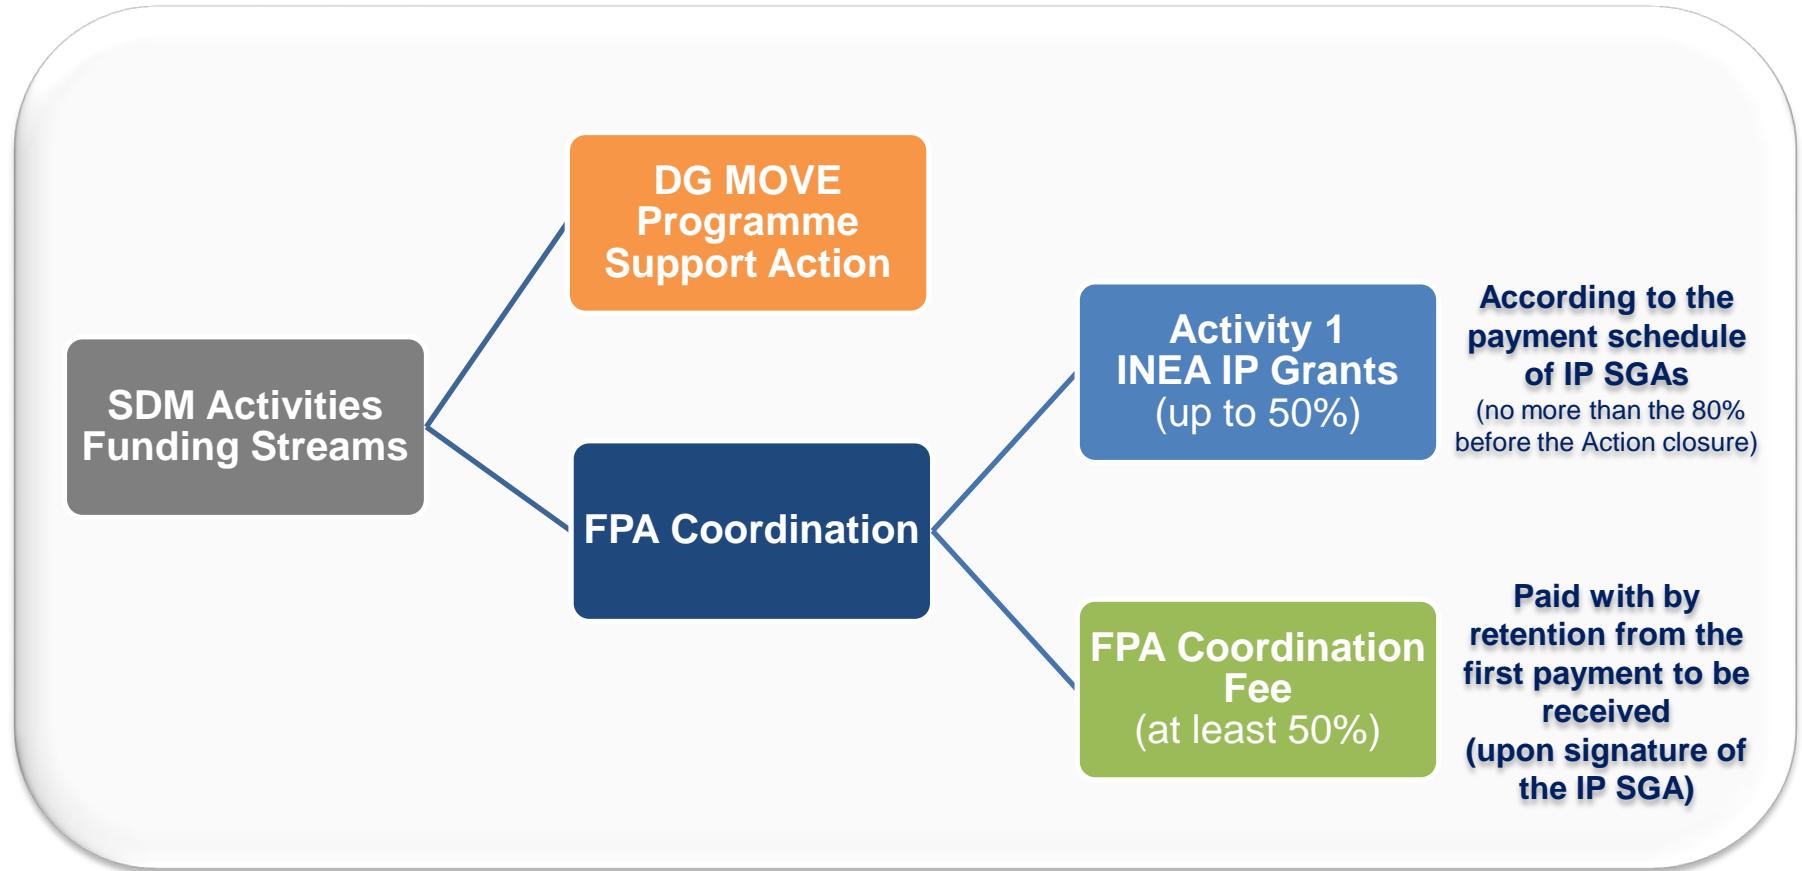 SDM Activities
Funding Streams
DG MOVE
Programme
Support Action
FPA Coordination
Activity 1
INEA IP Grants
(up to 50%)
According to the
payment schedule
of IP SGAs
(no more than the 80%
before the Action closure)
FPA Coordination
Fee
(at least 50%)
Paid with by
retention from the
first payment to be
received
(upon signature of
the IP SGA)